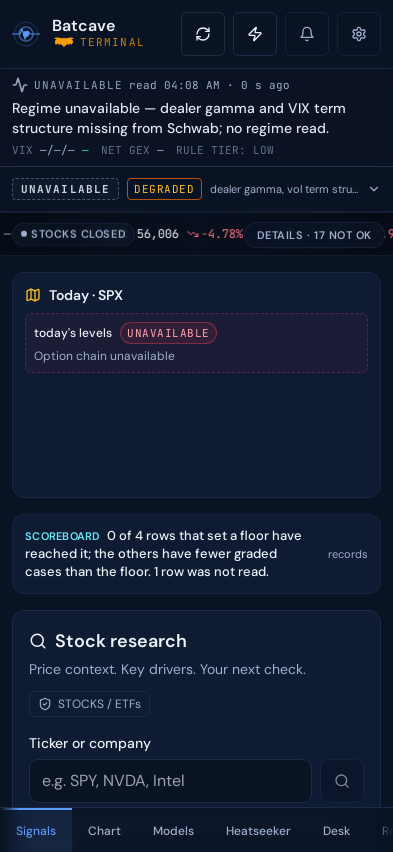 Batcave
TERMINAL
UNAVAILABLE read 04:08 AM · 0 s ago
Regime unavailable — dealer gamma and VIX term
structure missing from Schwab; no regime read.
VIX —/—/— — NET GEX — RULE TIER: LOW
UNAVAILABLE DEGRADED dealer gamma, vol term stru…
— STOCKS CLOSED 56,006 -4.78% DETAILS · 17 NOT OK .9
Today · SPX
today's levels UNAVAILABLE
Option chain unavailable
SCOREBOARD 0 of 4 rows that set a floor have
reached it; the others have fewer graded
cases than the floor. 1 row was not read.
records
Stock research
Price context. Key drivers. Your next check.
STOCKS / ETFs
Ticker or company
e.g. SPY, NVDA, Intel
Signals Chart Models Heatseeker Desk